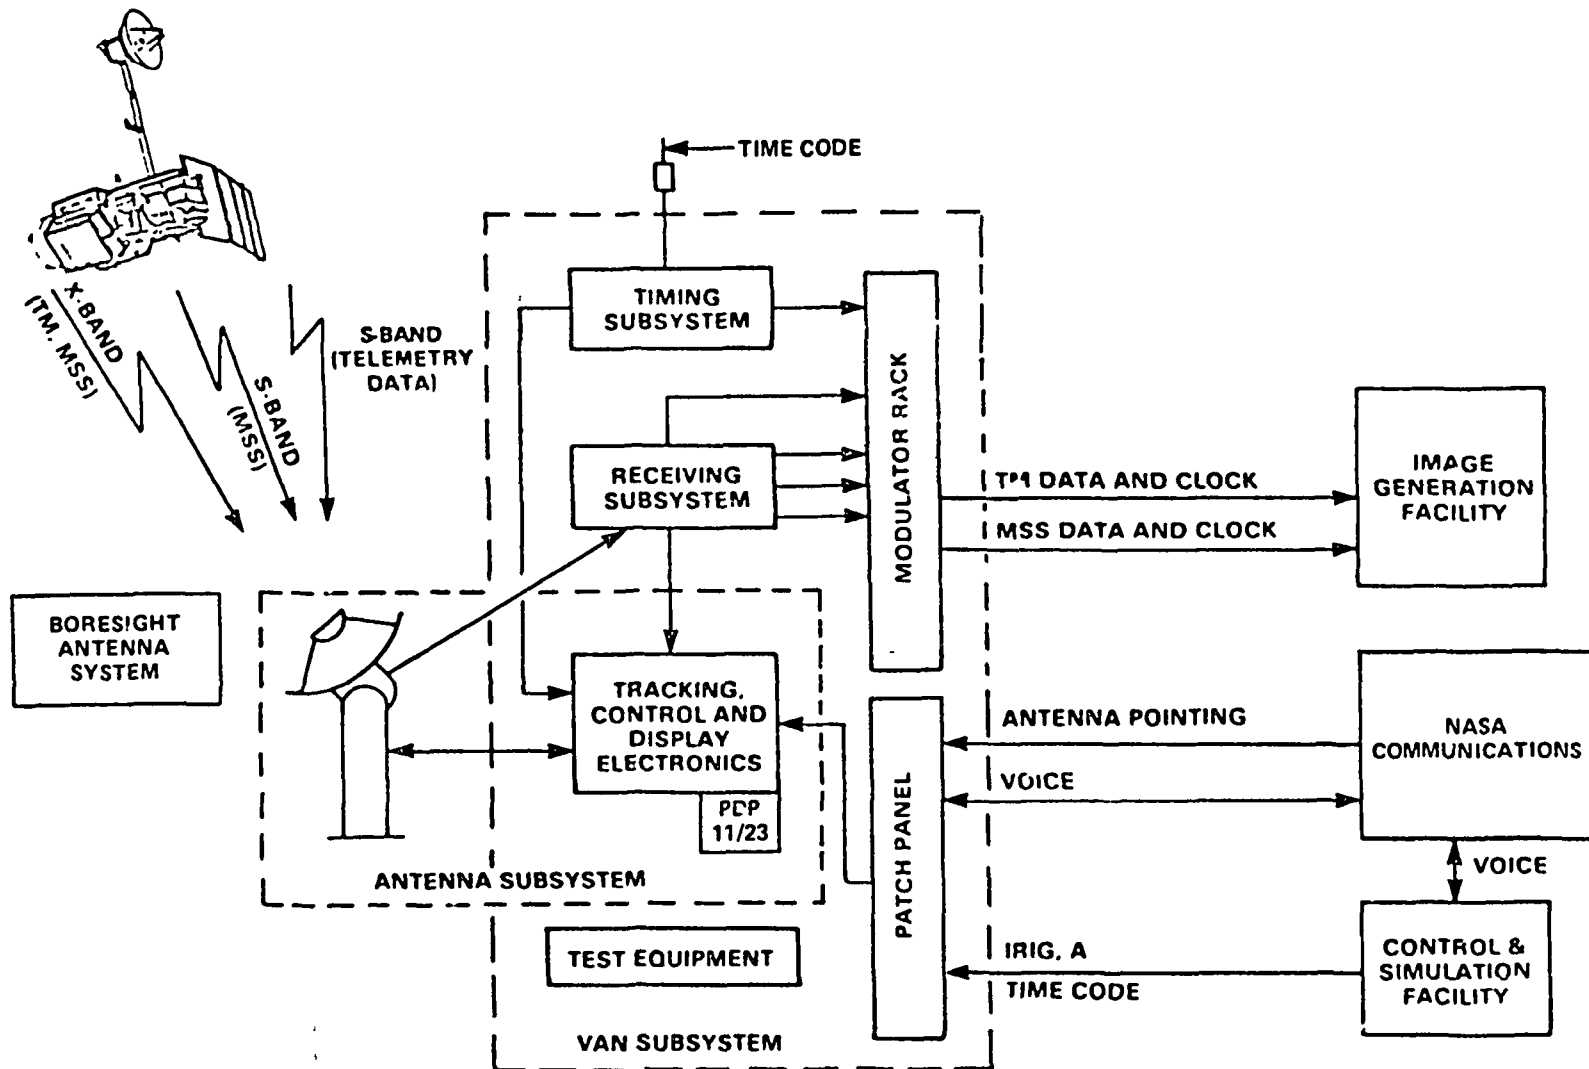 TIME CODE
TIMING
SUBSYSTEM
X-BAND
(TM, MSS)
S-BAND
(MSS)
S-BAND
(TELEMETRY
DATA)
RECEIVING
SUBSYSTEM
MODULATOR RACK
TM DATA AND CLOCK
MSS DATA AND CLOCK
IMAGE
GENERATION
FACILITY
BORESIGHT
ANTENNA
SYSTEM
TRACKING,
CONTROL AND
DISPLAY
ELECTRONICS
PDP
11/23
ANTENNA SUBSYSTEM
PATCH PANEL
ANTENNA POINTING
VOICE
NASA
COMMUNICATIONS
VOICE
TEST EQUIPMENT
IRIG, A
TIME CODE
CONTROL &
SIMULATION
FACILITY
VAN SUBSYSTEM